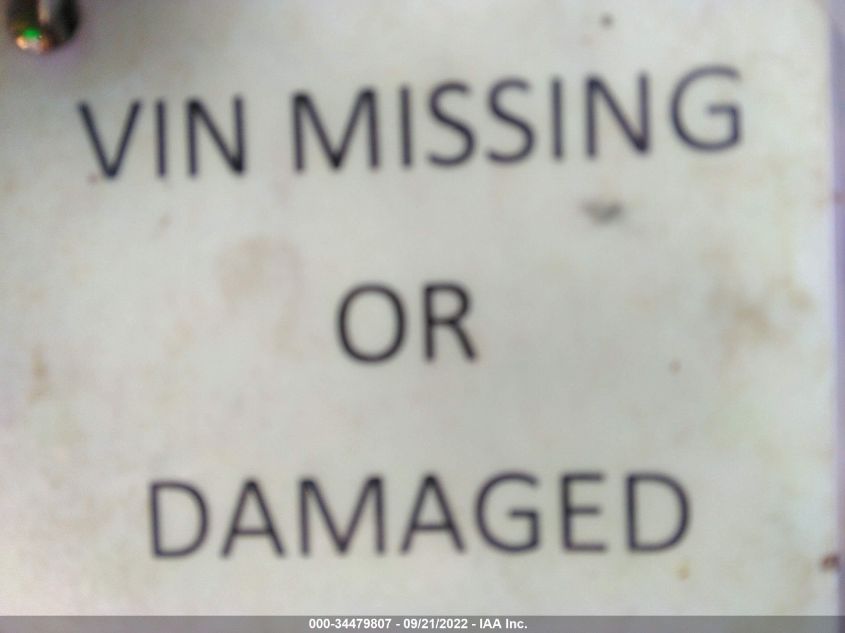 VIN MISSING
OR
DAMAGED
000-34479807 - 09/21/2022 - IAA Inc.